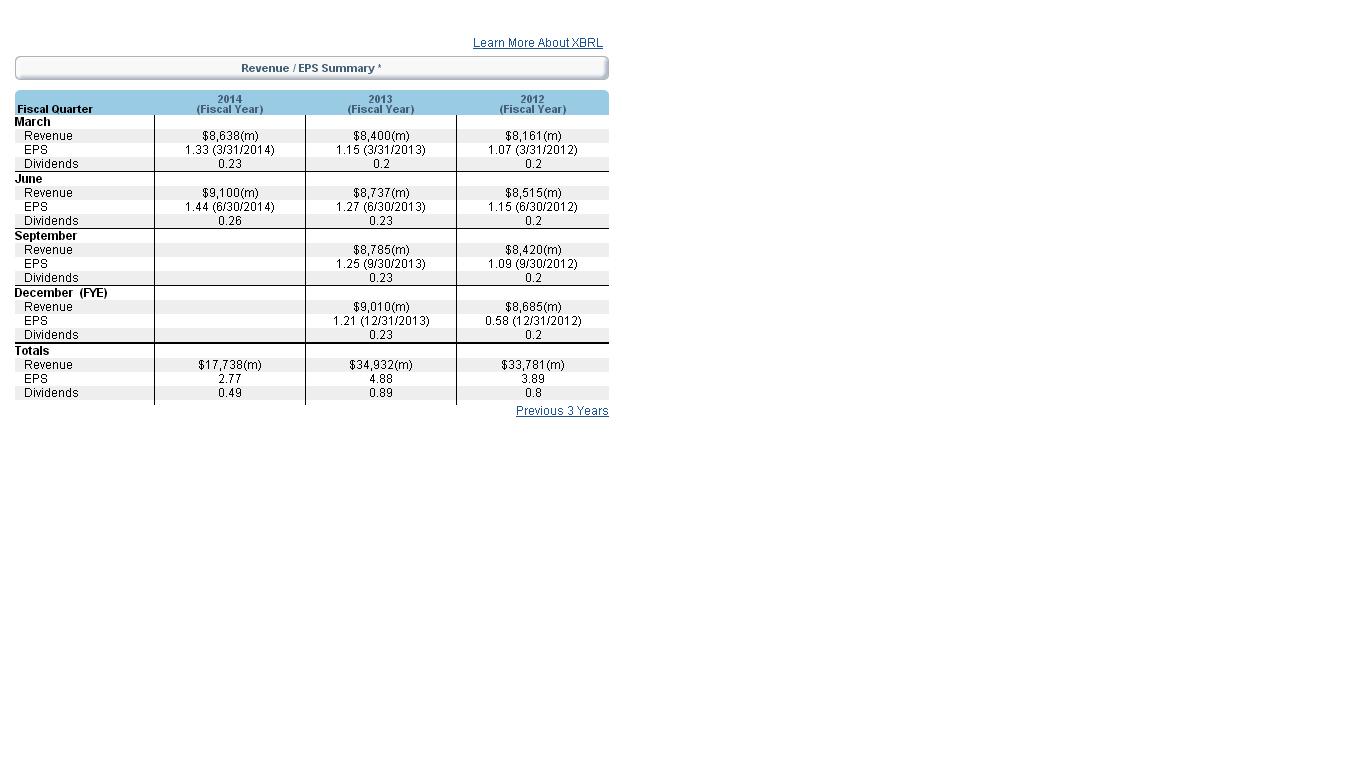 Learn More About XBRL
Revenue / EPS Summary *
Fiscal Quarter 2014 (Fiscal Year) 2013 (Fiscal Year) 2012 (Fiscal Year)
March
Revenue $8,638(m) $8,400(m) $8,161(m)
EPS 1.33 (3/31/2014) 1.15 (3/31/2013) 1.07 (3/31/2012)
Dividends 0.23 0.2 0.2
June
Revenue $9,100(m) $8,737(m) $8,515(m)
EPS 1.44 (6/30/2014) 1.27 (6/30/2013) 1.15 (6/30/2012)
Dividends 0.26 0.23 0.2
September
Revenue $8,785(m) $8,420(m)
EPS 1.25 (9/30/2013) 1.09 (9/30/2012)
Dividends 0.23 0.2
December (FYE)
Revenue $9,010(m) $8,685(m)
EPS 1.21 (12/31/2013) 0.58 (12/31/2012)
Dividends 0.23 0.2
Totals
Revenue $17,738(m) $34,932(m) $33,781(m)
EPS 2.77 4.88 3.89
Dividends 0.49 0.89 0.8
Previous 3 Years